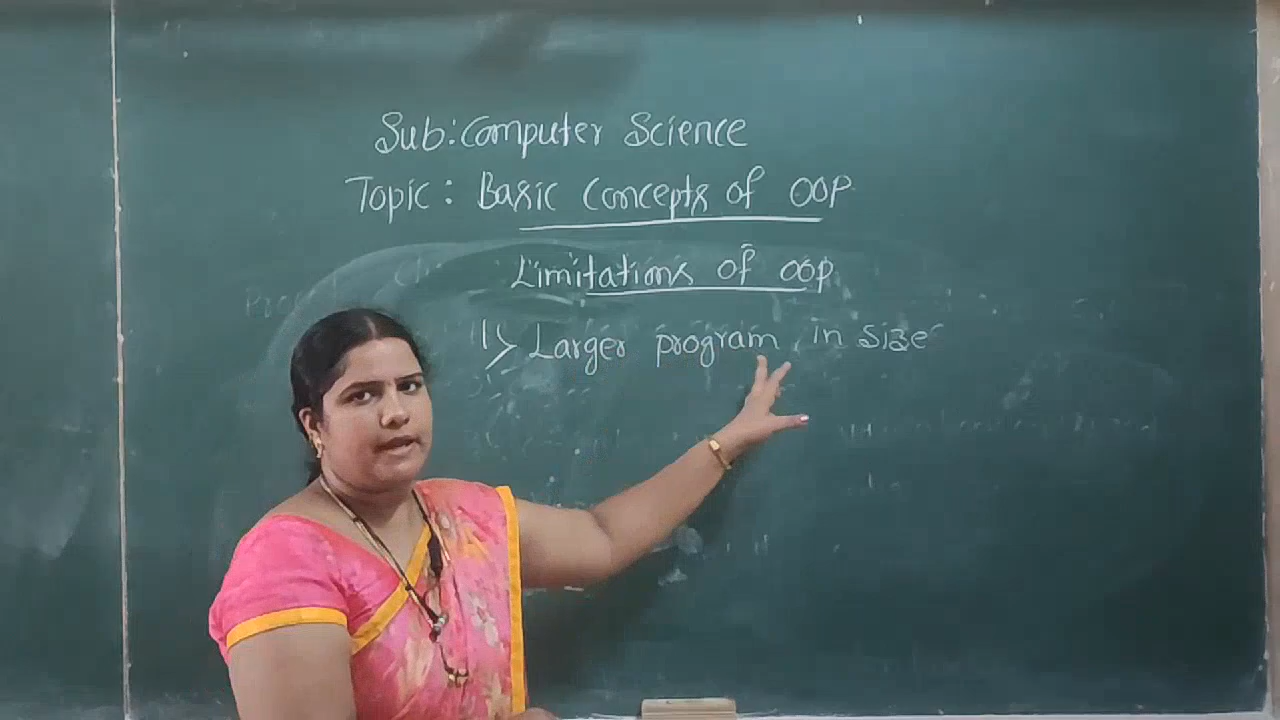 Sub: Computer Science
Topic: Basic Concepts of OOP
Limitations of OOP
1> Larger program in size